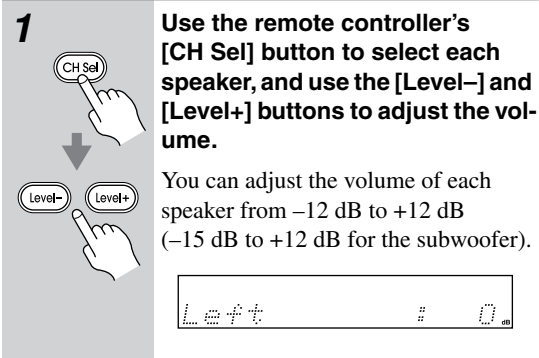 1
CH Sel
Level–
Level+
Use the remote controller's
[CH Sel] button to select each
speaker, and use the [Level–] and
[Level+] buttons to adjust the vol-
ume.
You can adjust the volume of each
speaker from –12 dB to +12 dB
(–15 dB to +12 dB for the subwoofer).
Left : 0 dB